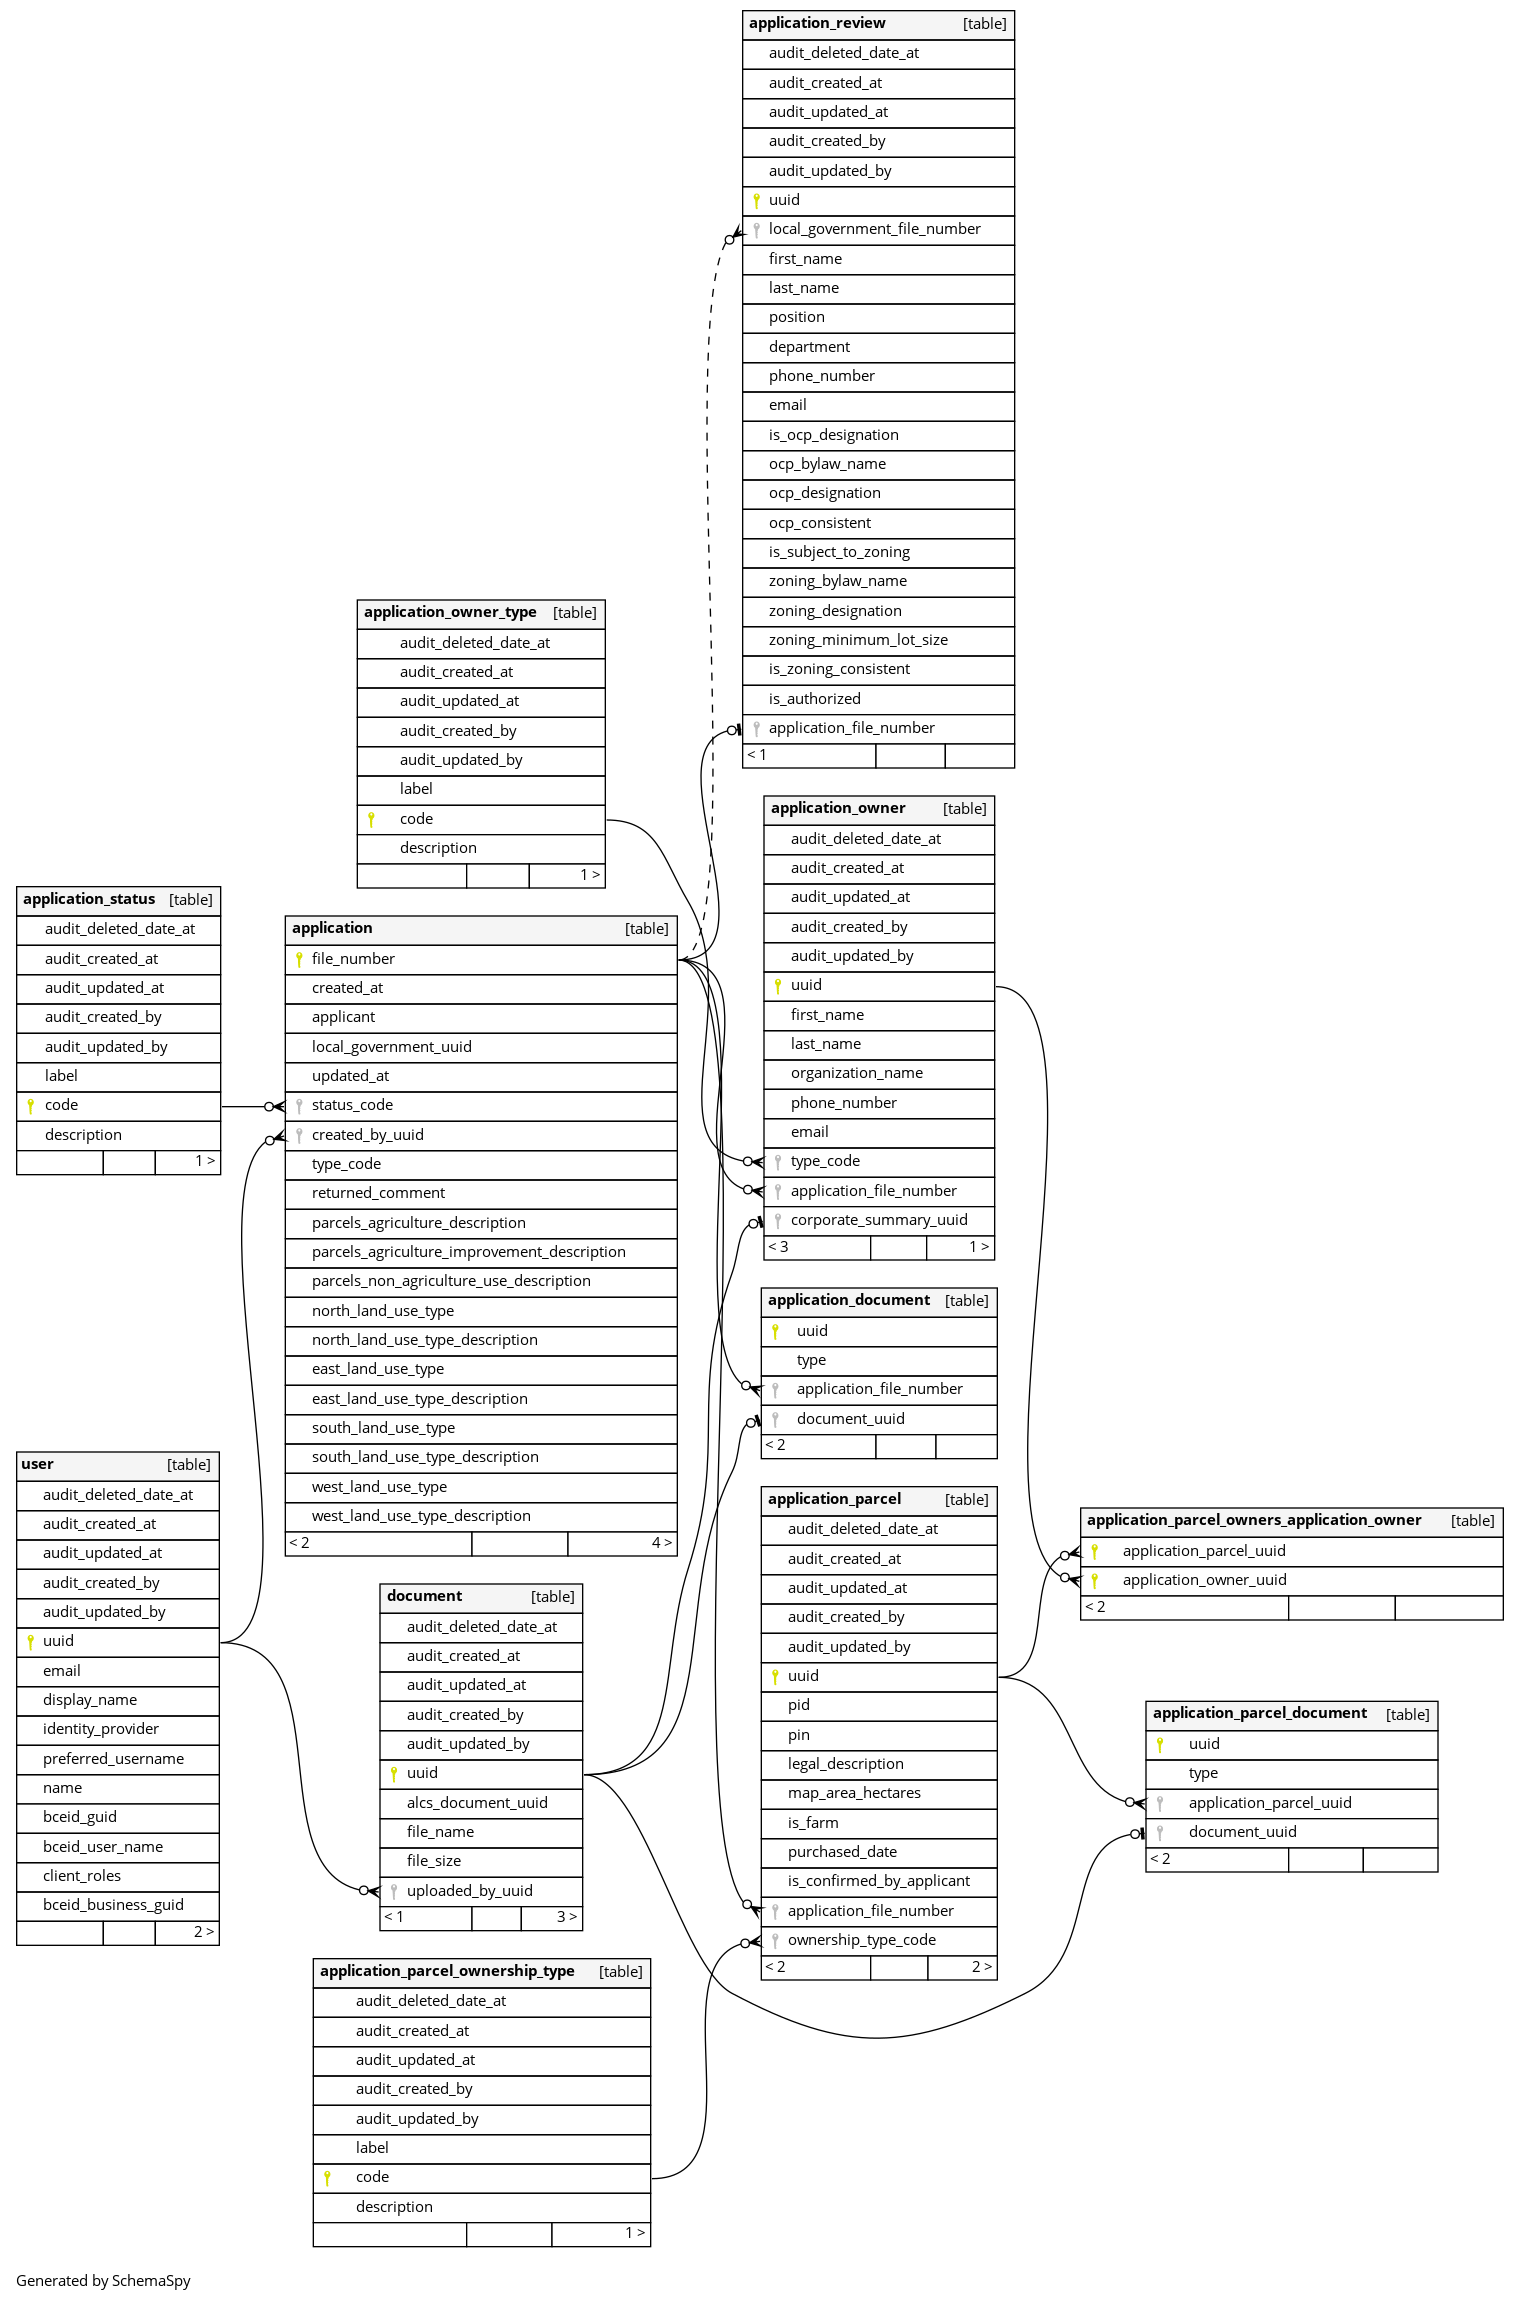 application_review [table]
audit_deleted_date_at
audit_created_at
audit_updated_at
audit_created_by
audit_updated_by
uuid
local_government_file_number
first_name
last_name
position
department
phone_number
email
is_ocp_designation
ocp_bylaw_name
ocp_designation
ocp_consistent
is_subject_to_zoning
zoning_bylaw_name
zoning_designation
zoning_minimum_lot_size
is_zoning_consistent
is_authorized
application_file_number
< 1
application_owner_type [table]
audit_deleted_date_at
audit_created_at
audit_updated_at
audit_created_by
audit_updated_by
label
code
description
1 >
application_status [table]
audit_deleted_date_at
audit_created_at
audit_updated_at
audit_created_by
audit_updated_by
label
code
description
1 >
application [table]
file_number
created_at
applicant
local_government_uuid
updated_at
status_code
created_by_uuid
type_code
returned_comment
parcels_agriculture_description
parcels_agriculture_improvement_description
parcels_non_agriculture_use_description
north_land_use_type
north_land_use_type_description
east_land_use_type
east_land_use_type_description
south_land_use_type
south_land_use_type_description
west_land_use_type
west_land_use_type_description
< 2 4 >
application_owner [table]
audit_deleted_date_at
audit_created_at
audit_updated_at
audit_created_by
audit_updated_by
uuid
first_name
last_name
organization_name
phone_number
email
type_code
application_file_number
corporate_summary_uuid
< 3 1 >
application_document [table]
uuid
type
application_file_number
document_uuid
< 2
user [table]
audit_deleted_date_at
audit_created_at
audit_updated_at
audit_created_by
audit_updated_by
uuid
email
display_name
identity_provider
preferred_username
name
bceid_guid
bceid_user_name
client_roles
bceid_business_guid
2 >
document [table]
audit_deleted_date_at
audit_created_at
audit_updated_at
audit_created_by
audit_updated_by
uuid
alcs_document_uuid
file_name
file_size
uploaded_by_uuid
< 1 3 >
application_parcel [table]
audit_deleted_date_at
audit_created_at
audit_updated_at
audit_created_by
audit_updated_by
uuid
pid
pin
legal_description
map_area_hectares
is_farm
purchased_date
is_confirmed_by_applicant
application_file_number
ownership_type_code
< 2 2 >
application_parcel_owners_application_owner [table]
application_parcel_uuid
application_owner_uuid
< 2
application_parcel_document [table]
uuid
type
application_parcel_uuid
document_uuid
< 2
application_parcel_ownership_type [table]
audit_deleted_date_at
audit_created_at
audit_updated_at
audit_created_by
audit_updated_by
label
code
description
1 >
Generated by SchemaSpy